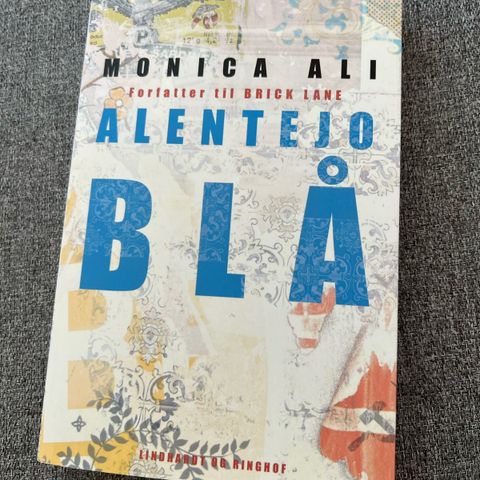 MONICA ALI
Forfatter til BRICK LANE
ALENTEJO
BLÅ
LINDHARDT OG RINGHOF